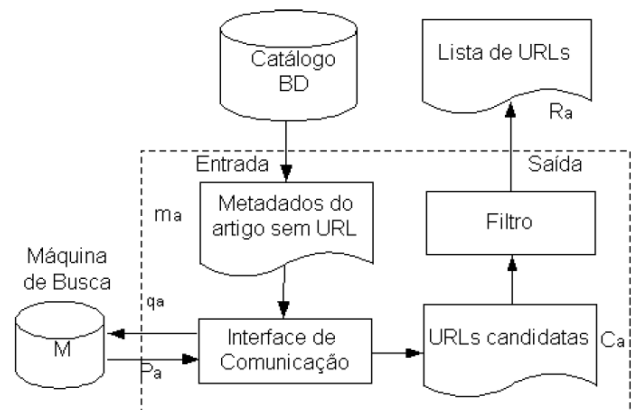 Catálogo
BD
Lista de URLs
Ra
Entrada
Saída
ma
Metadados do
artigo sem URL
Filtro
Máquina
de Busca
qa
M
Pa
Interface de
Comunicação
URLs candidatas
Ca